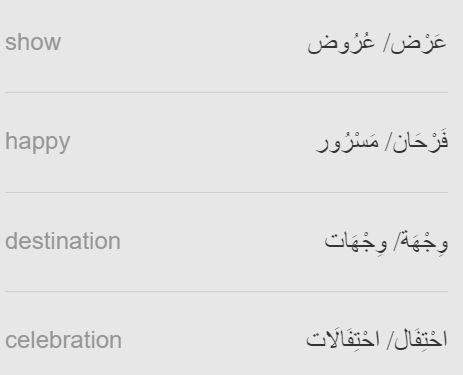 show عَرْض/ عُرُوض
happy فَرْحَان/ مَسْرُور
destination وِجْهَة/ وِجْهَات
celebration احْتِفَال/ احْتِفَالَات